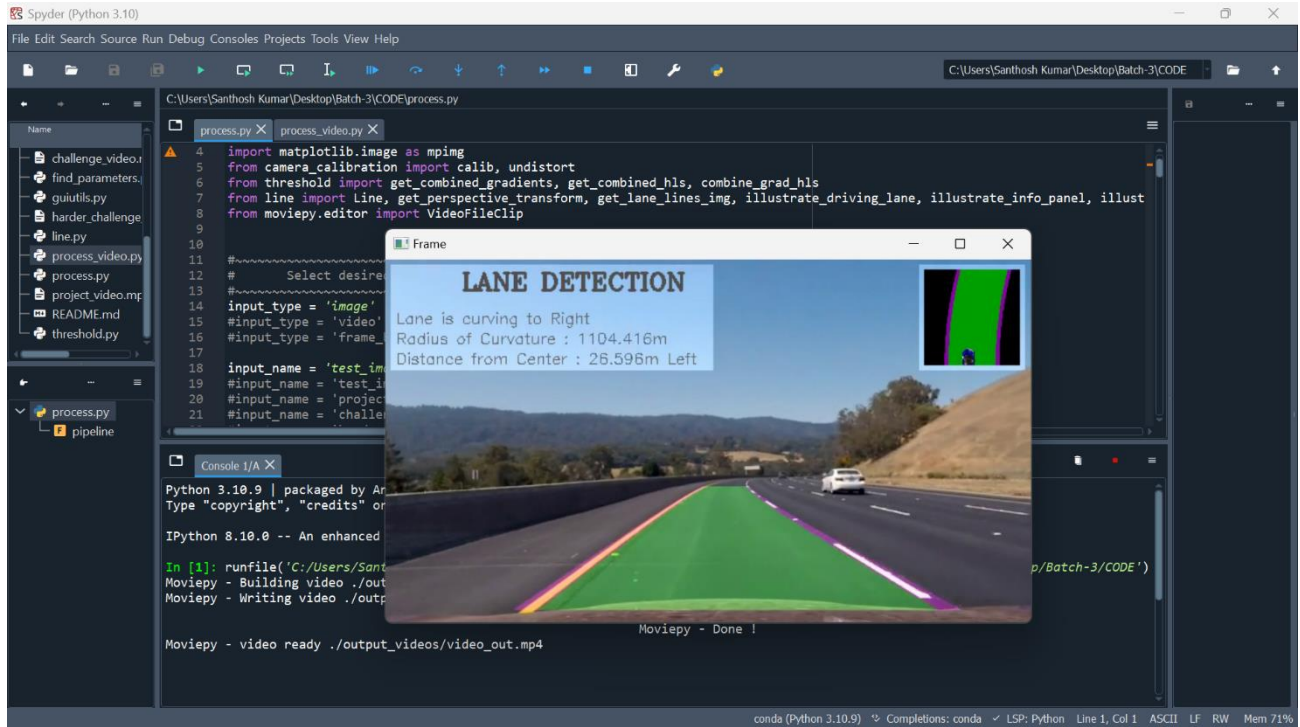 Spyder (Python 3.10)
File Edit Search Source Run Debug Consoles Projects Tools View Help
C:\Users\Santhosh Kumar\Desktop\Batch-3\CODE
C:\Users\Santhosh Kumar\Desktop\Batch-3\CODE\process.py
Name
challenge_video.r
find_parameters.
guiutils.py
harder_challenge_
line.py
process_video.py
process.py
project_video.mp
README.md
threshold.py
process.py
pipeline
process.py
process_video.py
4 import matplotlib.image as mpimg
5 from camera_calibration import calib, undistort
6 from threshold import get_combined_gradients, get_combined_hls, combine_grad_hls
7 from line import Line, get_perspective_transform, get_lane_lines_img, illustrate_driving_lane, illustrate_info_panel, illust
8 from moviepy.editor import VideoFileClip
9
10
11 #~~~~~~~~~~~~~~~~~~~~
12 # Select desire
13 #~~~~~~~~~~~~~~~~~~~~
14 input_type = 'image'
15 #input_type = 'video'
16 #input_type = 'frame_
17
18 input_name = 'test_im
19 #input_name = 'test_i
20 #input_name = 'projec
21 #input_name = 'challe
Frame
LANE DETECTION
Lane is curving to Right
Radius of Curvature : 1104.416m
Distance from Center : 26.596m Left
Console 1/A
Python 3.10.9 | packaged by An
Type "copyright", "credits" or
IPython 8.10.0 -- An enhanced
In [1]: runfile('C:/Users/Sant p/Batch-3/CODE')
Moviepy - Building video ./out
Moviepy - Writing video ./outp
Moviepy - Done !
Moviepy - video ready ./output_videos/video_out.mp4
conda (Python 3.10.9) Completions: conda LSP: Python Line 1, Col 1 ASCII LF RW Mem 71%